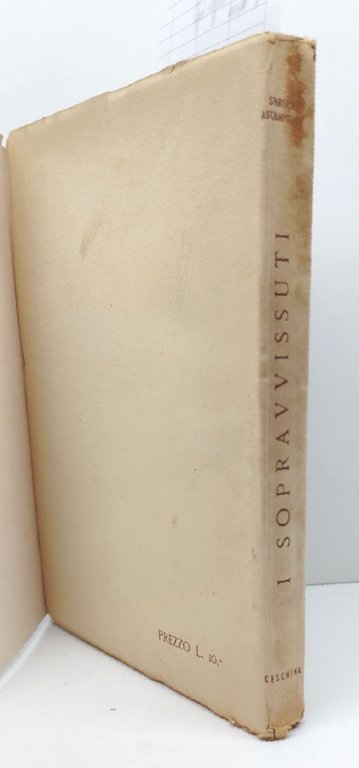 I SOPRAVVISSUTI
CESCHINA
PREZZO L. 10,-